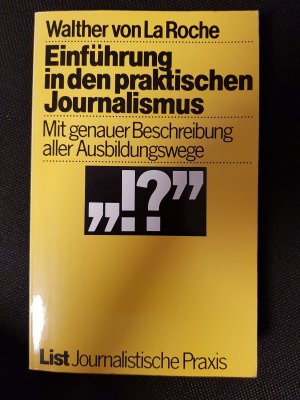 Walther von La Roche
Einführung
in den praktischen
Journalismus
Mit genauer Beschreibung
aller Ausbildungswege
„!?”
List Journalistische Praxis